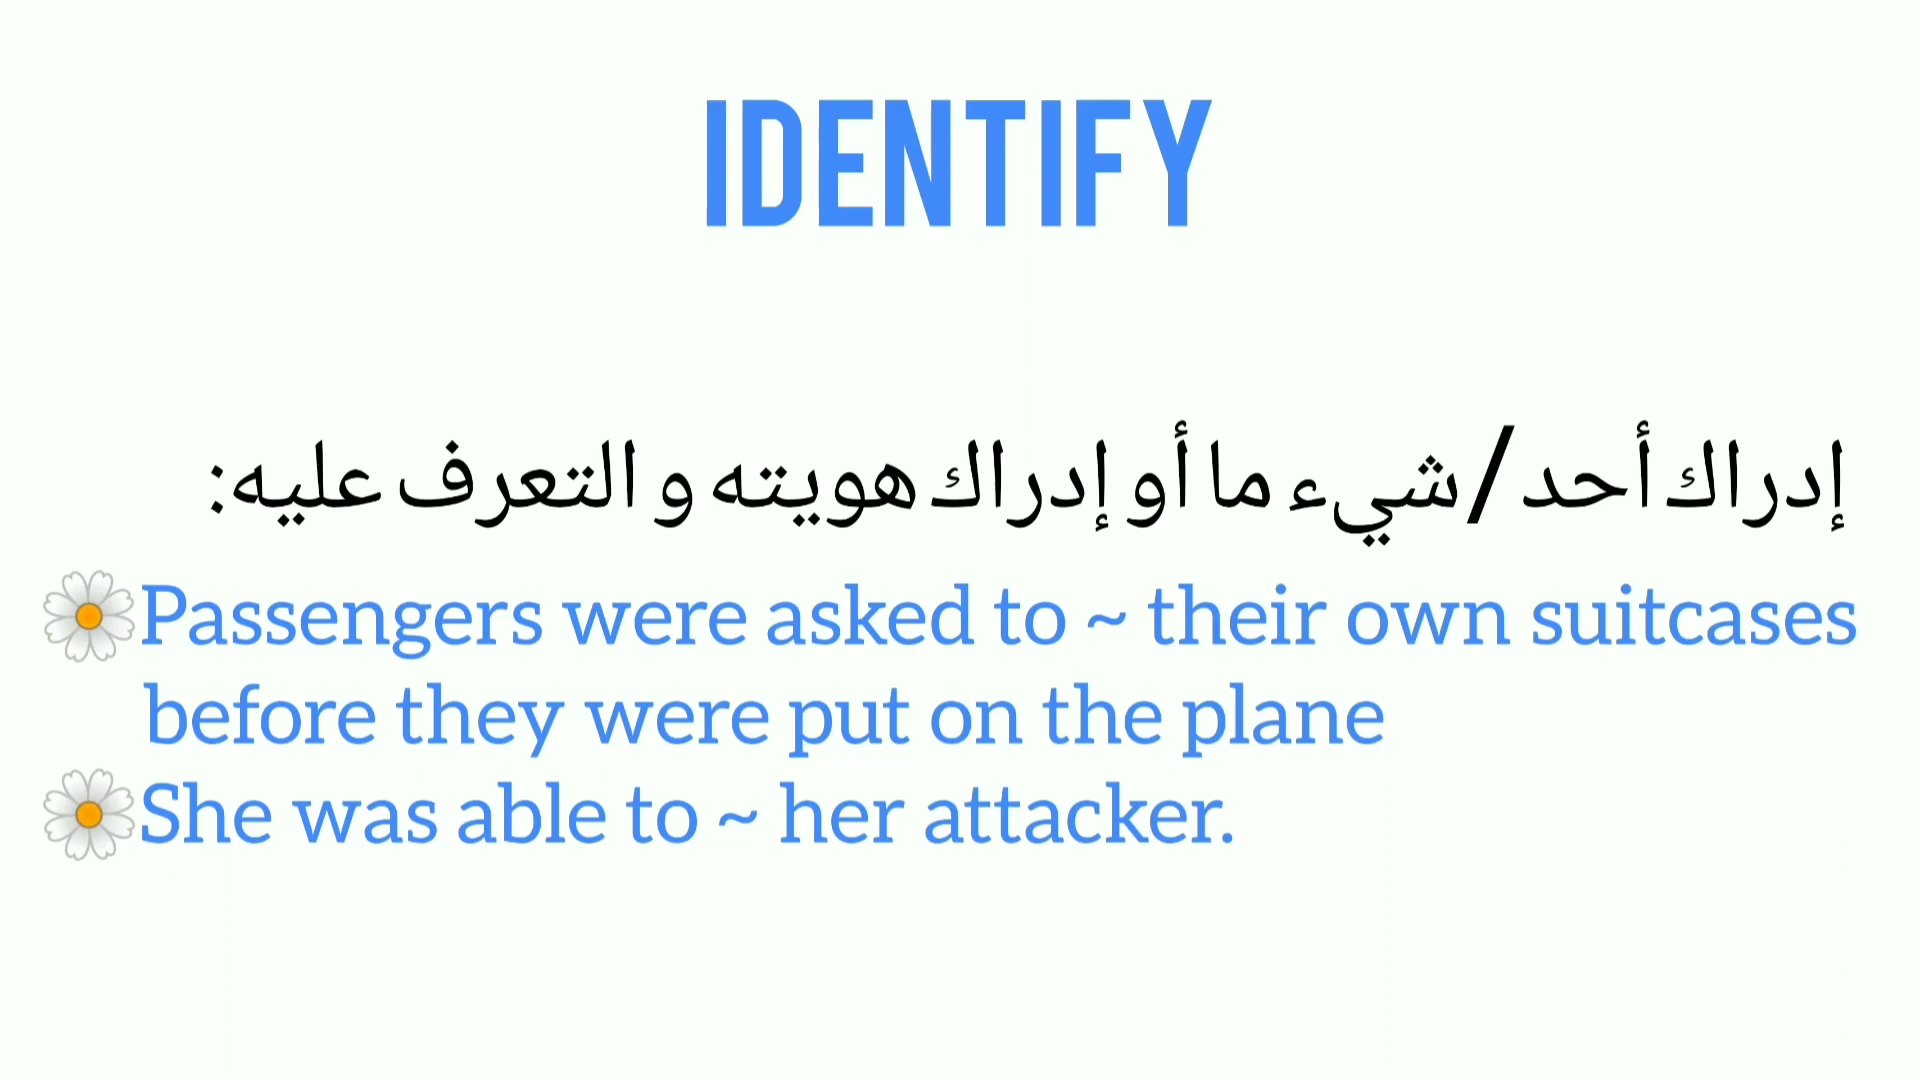 IDENTIFY
إدراك أحد/شيء ما أو إدراك هويته و التعرف عليه:
Passengers were asked to ~ their own suitcases
before they were put on the plane
She was able to ~ her attacker.